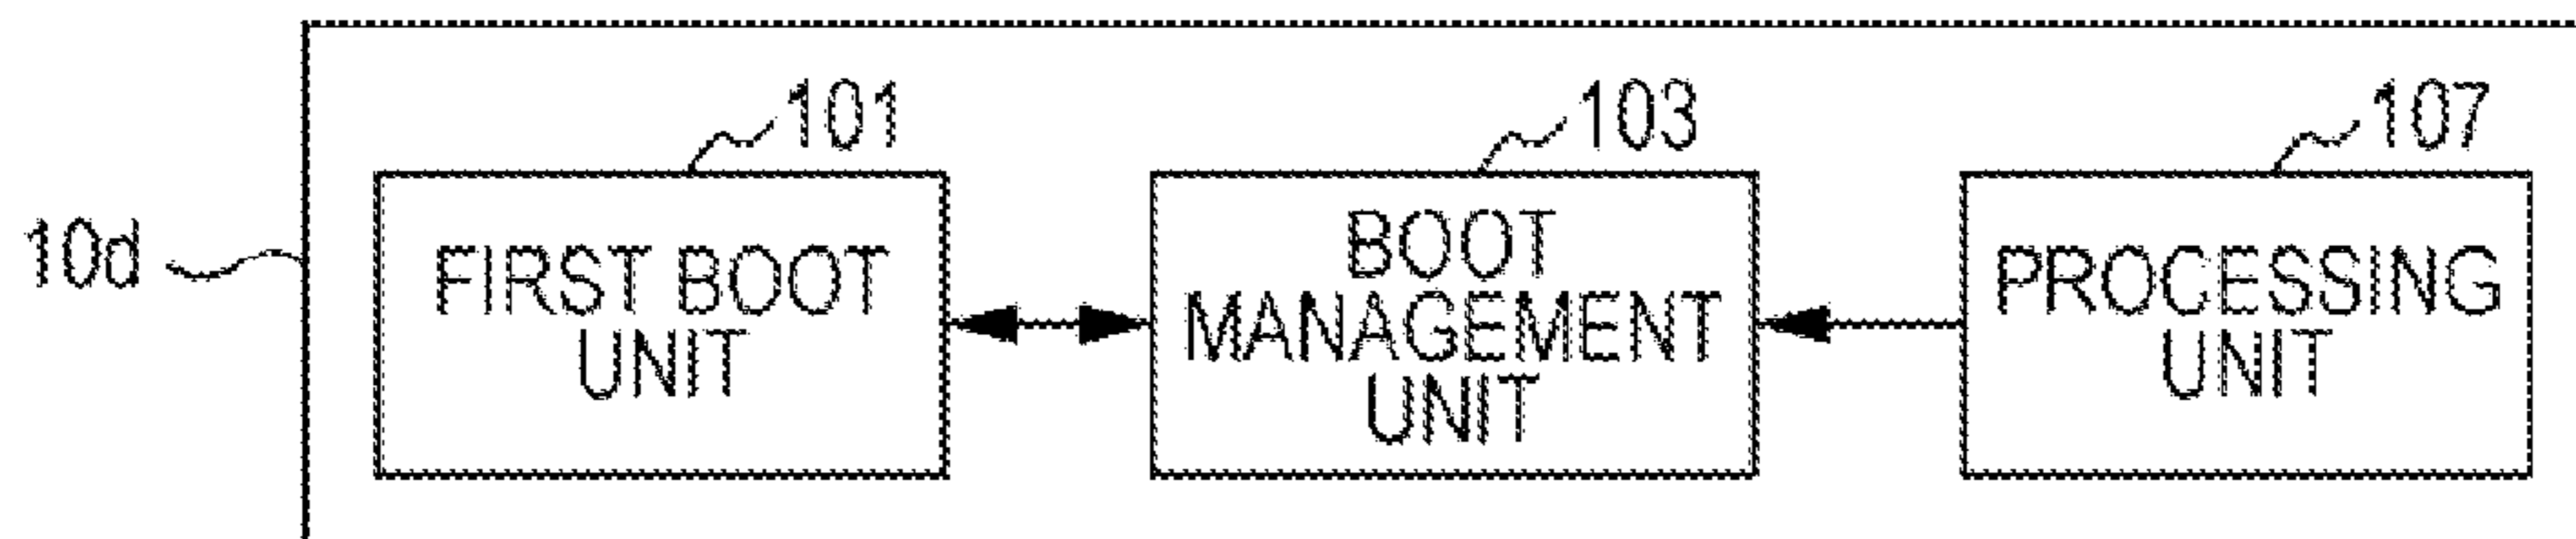 101
103
107
10d
FIRST BOOT
UNIT
BOOT
MANAGEMENT
UNIT
PROCESSING
UNIT